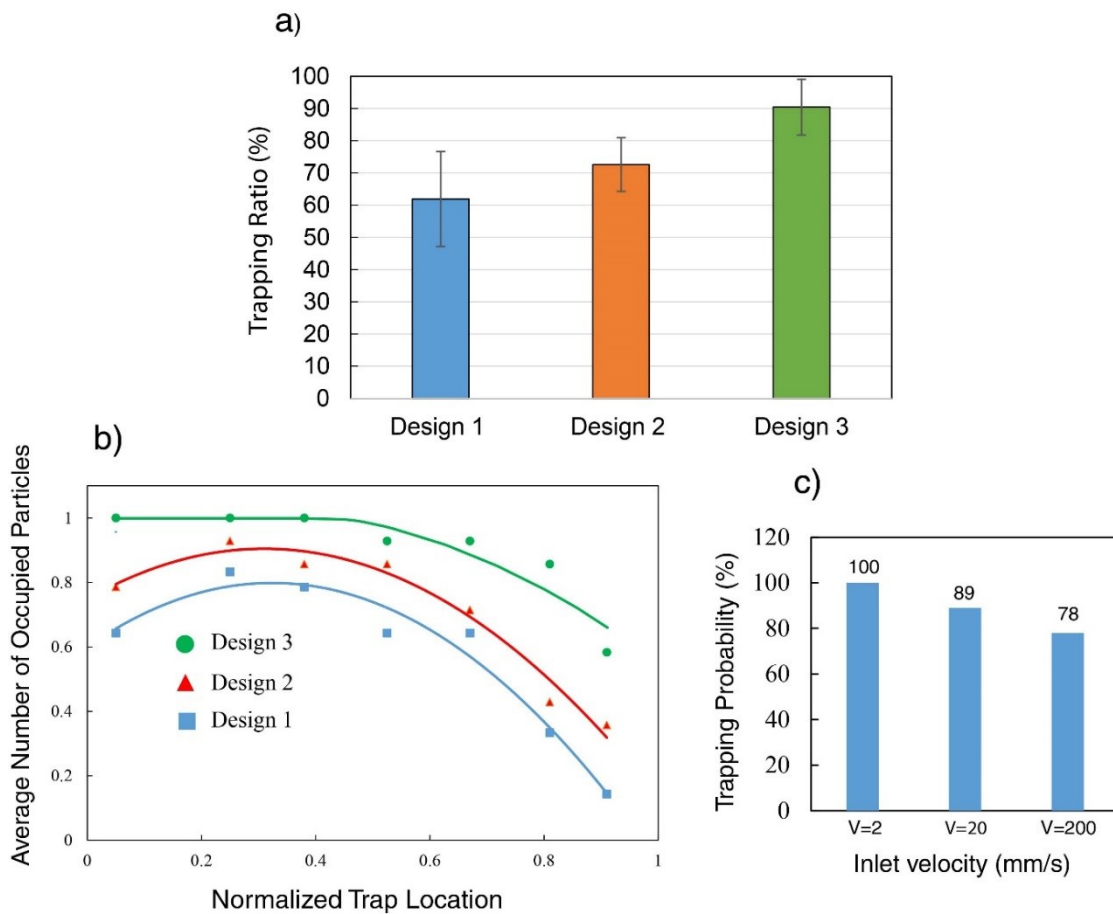 a)
Trapping Ratio (%)
100
90
80
70
60
50
40
30
20
10
0
Design 1
Design 2
Design 3
b)
Average Number of Occupied Particles
1
0.8
0.6
0.4
0.2
0
Design 3
Design 2
Design 1
0
0.2
0.4
0.6
0.8
1
Normalized Trap Location
c)
Trapping Probability (%)
120
100
80
60
40
20
0
100
89
78
V=2
V=20
V=200
Inlet velocity (mm/s)